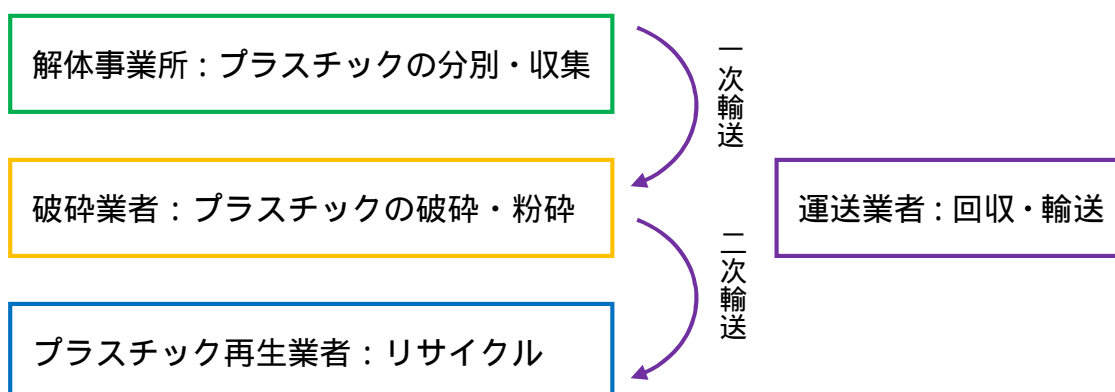 解体事業所：プラスチックの分別・収集
一次輸送
破砕業者：プラスチックの破砕・粉砕
運送業者：回収・輸送
二次輸送
プラスチック再生業者：リサイクル